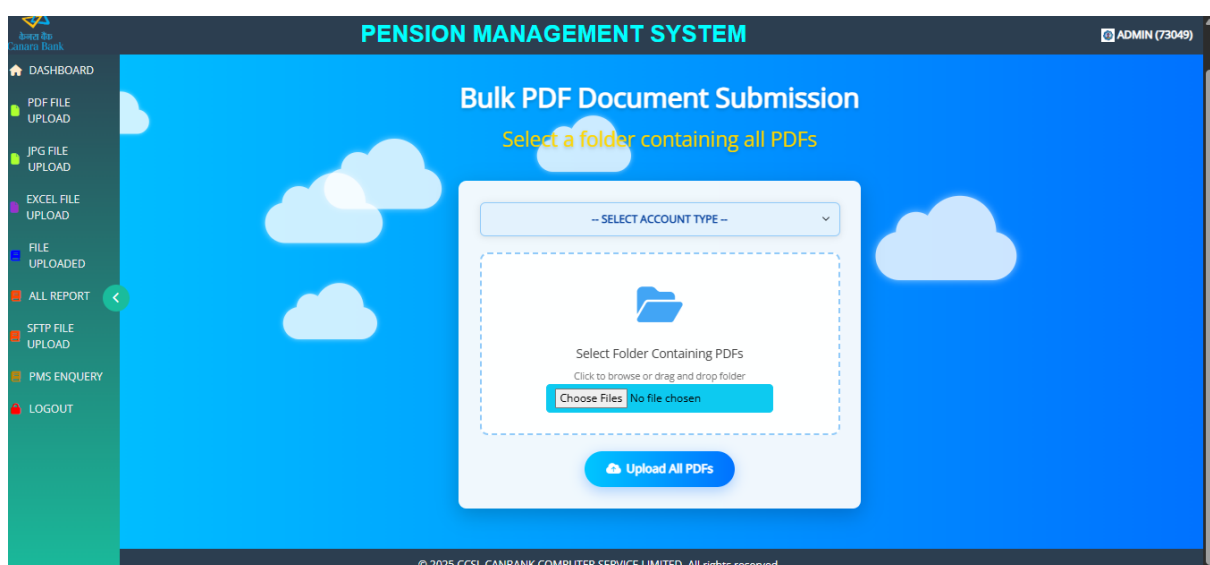 केनरा बैंक
Canara Bank
PENSION MANAGEMENT SYSTEM
ADMIN (73049)
DASHBOARD
PDF FILE
UPLOAD
JPG FILE
UPLOAD
EXCEL FILE
UPLOAD
FILE
UPLOADED
ALL REPORT
SFTP FILE
UPLOAD
PMS ENQUERY
LOGOUT
Bulk PDF Document Submission
Select a folder containing all PDFs
-- SELECT ACCOUNT TYPE --
Select Folder Containing PDFs
Click to browse or drag and drop folder
Choose Files No file chosen
Upload All PDFs
© 2025 CCSL CANBANK COMPUTER SERVICE LIMITED. All rights reserved